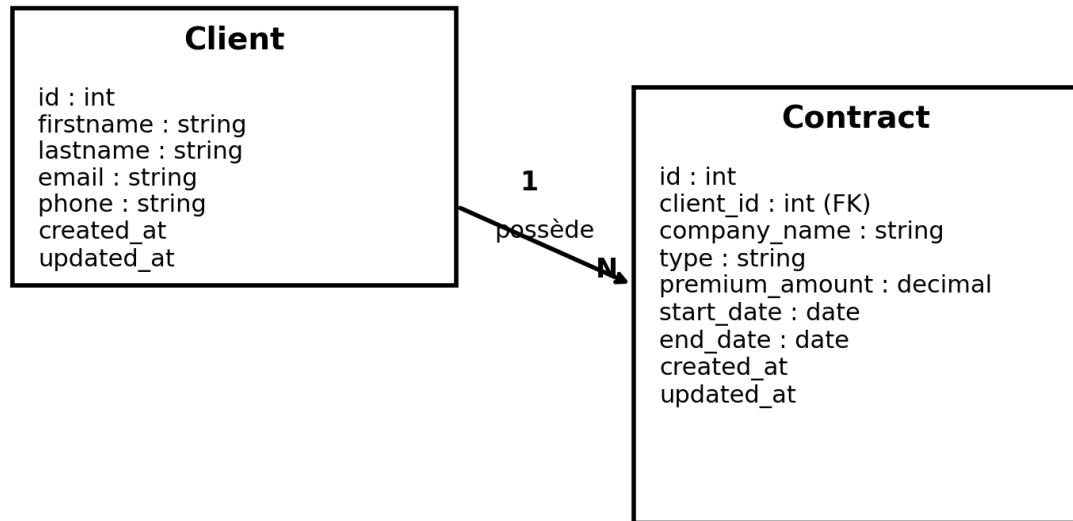 Client
id : int
firstname : string
lastname : string
email : string
phone : string
created_at
updated_at
1
possède
N
Contract
id : int
client_id : int (FK)
company_name : string
type : string
premium_amount : decimal
start_date : date
end_date : date
created_at
updated_at